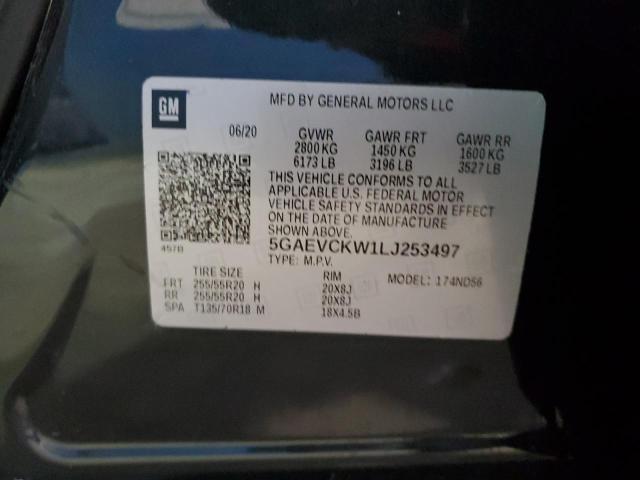 GM
MFD BY GENERAL MOTORS LLC
06/20 GVWR GAWR FRT GAWR RR
2800 KG 1450 KG 1600 KG
6173 LB 3196 LB 3527 LB
THIS VEHICLE CONFORMS TO ALL
APPLICABLE U.S. FEDERAL MOTOR
VEHICLE SAFETY STANDARDS IN EFFECT
ON THE DATE OF MANUFACTURE
SHOWN ABOVE.
457B
5GAEVCKW1LJ253497
TYPE: M.P.V. MODEL: 174ND56
TIRE SIZE RIM
FRT 255/55R20 H 20X8J
RR 255/55R20 H 20X8J
SPA T135/70R18 M 18X4.5B